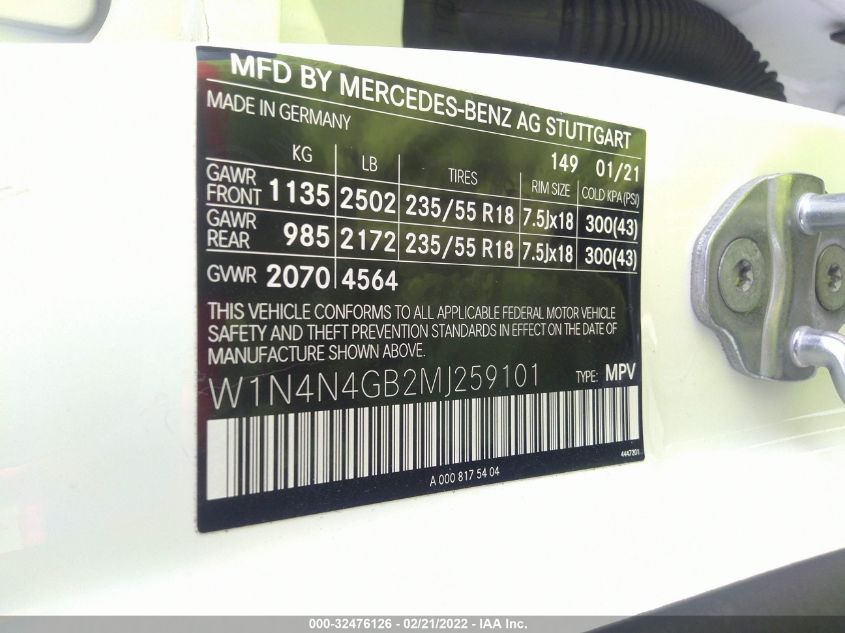 MFD BY MERCEDES-BENZ AG STUTTGART
MADE IN GERMANY 149 01/21
KG LB TIRES RIM SIZE COLD KPA (PSI)
GAWR FRONT 1135 2502 235/55 R18 7.5Jx18 300(43)
GAWR REAR 985 2172 235/55 R18 7.5Jx18 300(43)
GVWR 2070 4564
THIS VEHICLE CONFORMS TO ALL APPLICABLE FEDERAL MOTOR VEHICLE
SAFETY AND THEFT PREVENTION STANDARDS IN EFFECT ON THE DATE OF
MANUFACTURE SHOWN ABOVE.
W1N4N4GB2MJ259101 TYPE: MPV
4447201
A 000 817 54 04
000-32476126 - 02/21/2022 - IAA Inc.